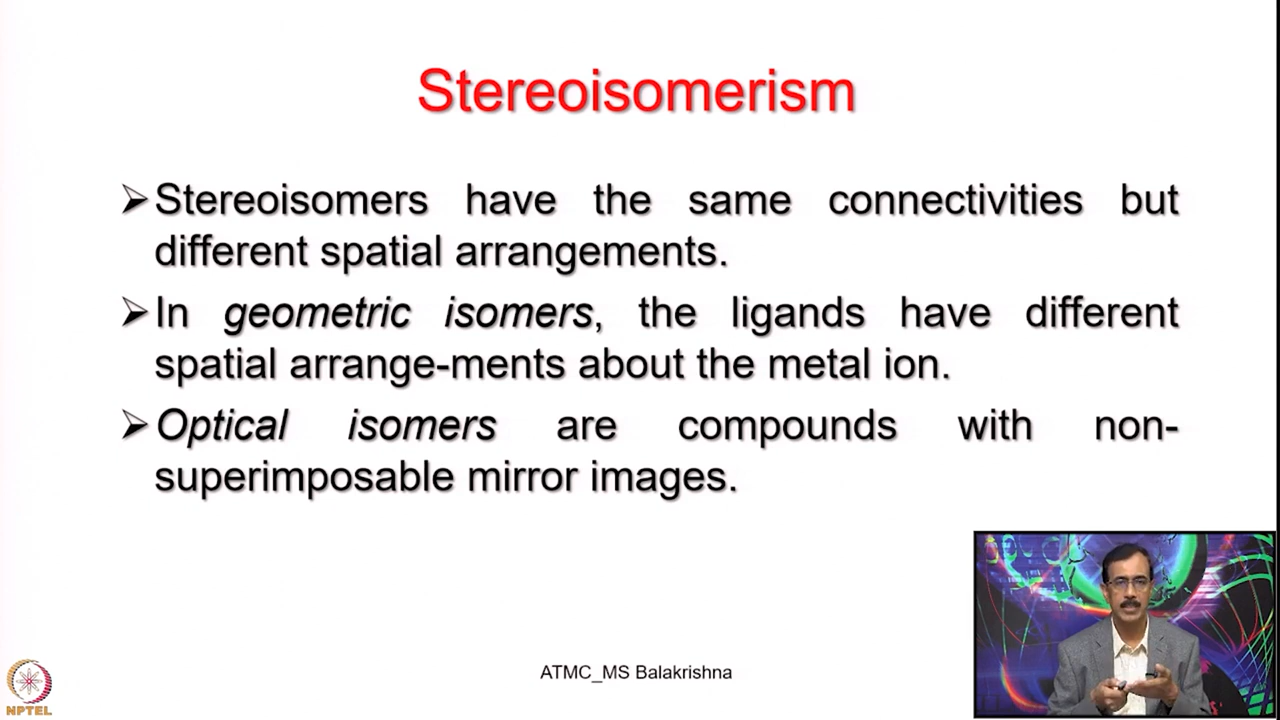 Stereoisomerism
Stereoisomers have the same connectivities but
different spatial arrangements.
In geometric isomers, the ligands have different
spatial arrange-ments about the metal ion.
Optical isomers are compounds with non-
superimposable mirror images.
ATMC_MS Balakrishna
NPTEL